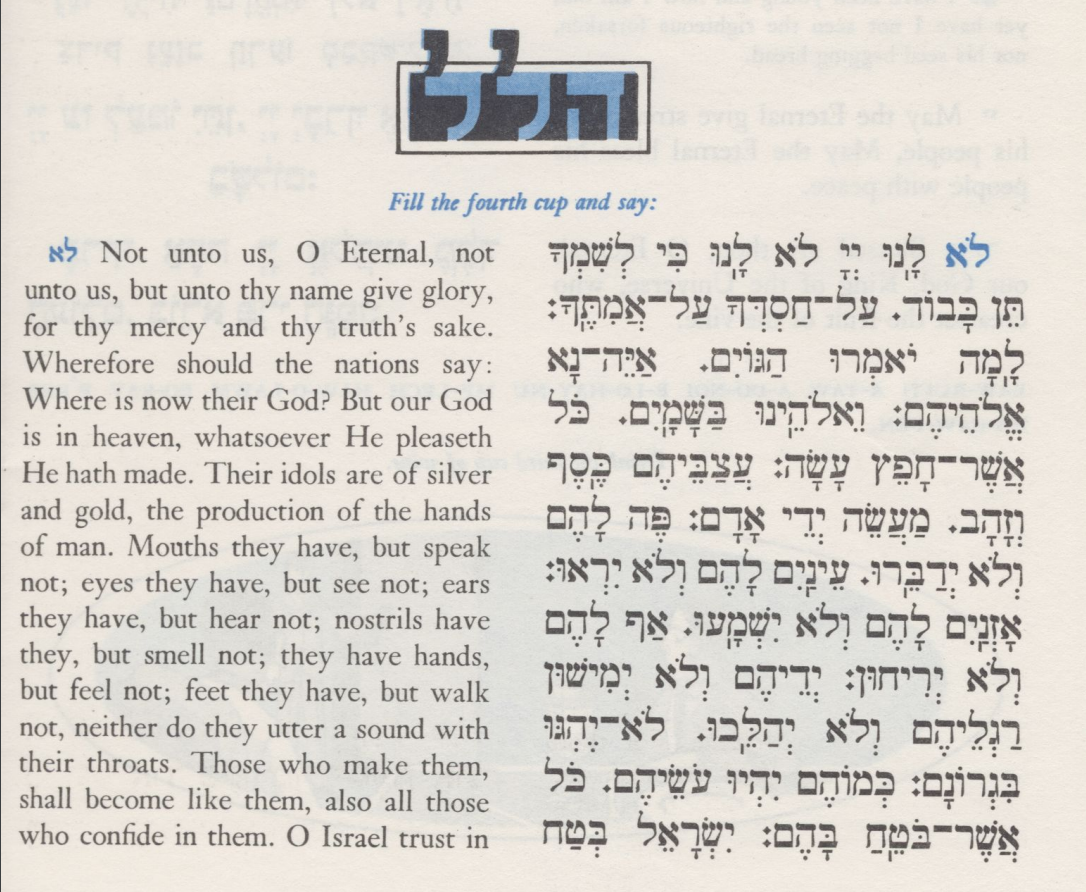 הלל
Fill the fourth cup and say:
לא Not unto us, O Eternal, not
unto us, but unto thy name give glory,
for thy mercy and thy truth's sake.
Wherefore should the nations say:
Where is now their God? But our God
is in heaven, whatsoever He pleaseth
He hath made. Their idols are of silver
and gold, the production of the hands
of man. Mouths they have, but speak
not; eyes they have, but see not; ears
they have, but hear not; nostrils have
they, but smell not; they have hands,
but feel not; feet they have, but walk
not, neither do they utter a sound with
their throats. Those who make them,
shall become like them, also all those
who confide in them. O Israel trust in
לֹא לָנוּ יְיָ לֹא לָנוּ כִּי לְשִׁמְךָ
תֵּן כָּבוֹד עַל־חַסְדְּךָ עַל־אֲמִתֶּךָ:
לָמָּה יֹאמְרוּ הַגּוֹיִם. אַיֵּה־נָא
אֱלֹהֵיהֶם: וֵאלֹהֵינוּ בַּשָּׁמָיִם. כֹּל
אֲשֶׁר־חָפֵץ עָשָׂה: עֲצַבֵּיהֶם כֶּסֶף
וְזָהָב. מַעֲשֵׂה יְדֵי אָדָם: פֶּה לָהֶם
וְלֹא יְדַבֵּרוּ. עֵינַיִם לָהֶם וְלֹא יִרְאוּ:
אָזְנַיִם לָהֶם וְלֹא יִשְׁמָעוּ. אַף לָהֶם
וְלֹא יְרִיחוּן: יְדֵיהֶם וְלֹא יְמִישׁוּן
רַגְלֵיהֶם וְלֹא יְהַלֵּכוּ. לֹא־יֶהְגּוּ
בִּגְרוֹנָם: כְּמוֹהֶם יִהְיוּ עֹשֵׂיהֶם. כֹּל
אֲשֶׁר־בֹּטֵחַ בָּהֶם: יִשְׂרָאֵל בְּטַח